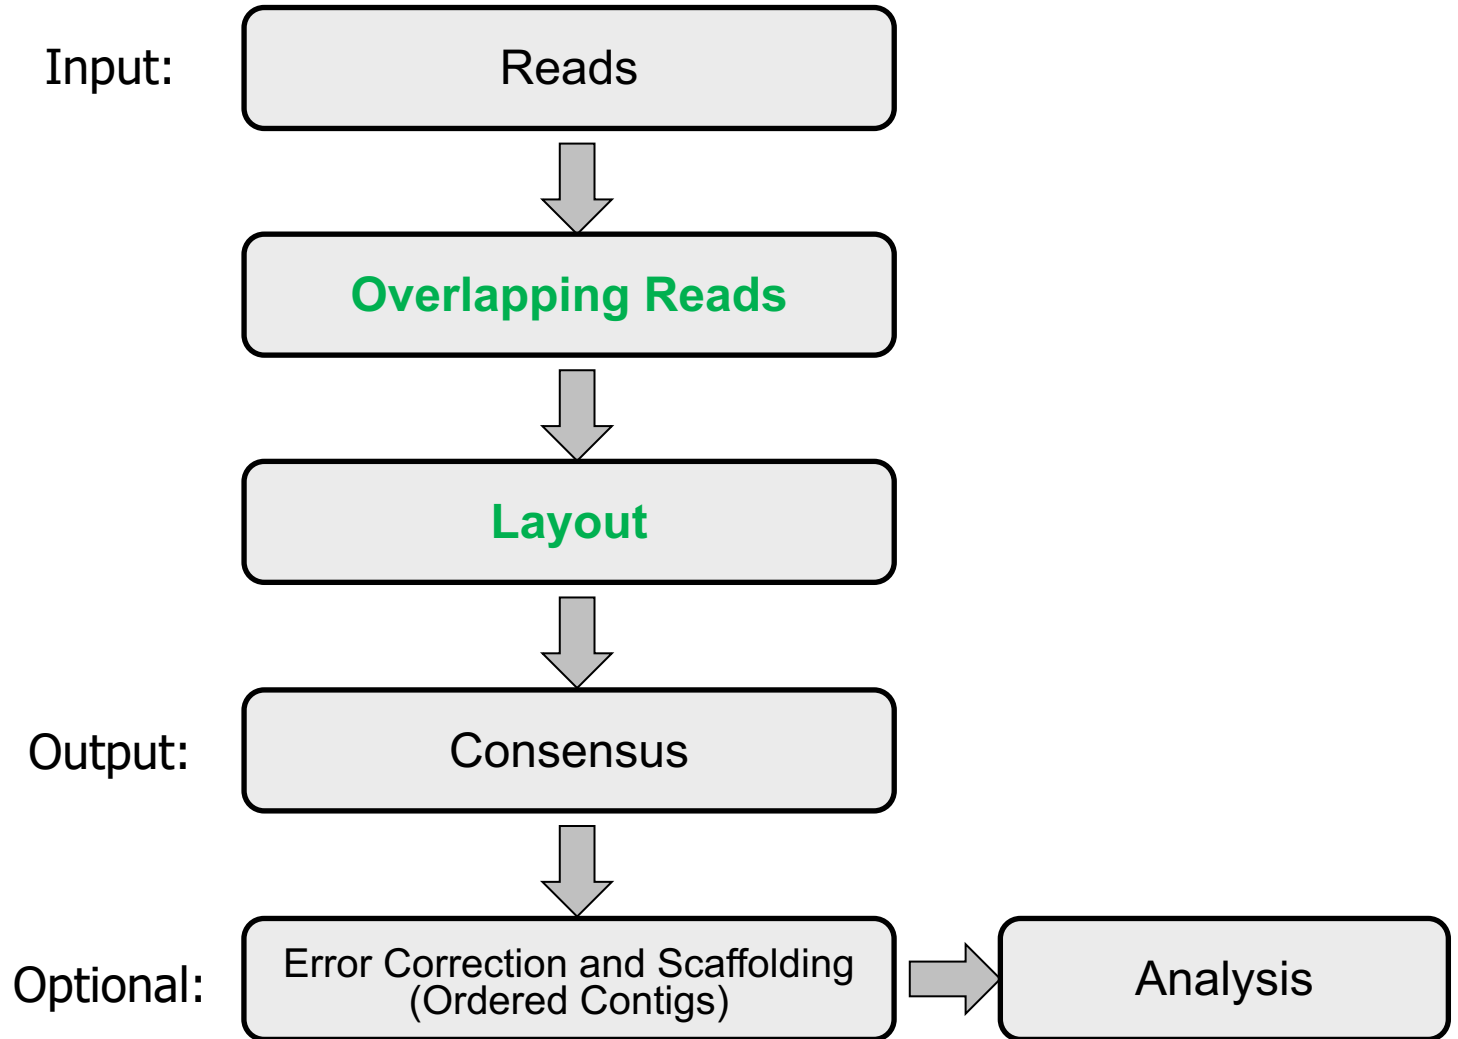 Input:
Reads
Overlapping Reads
Layout
Output:
Consensus
Optional:
Error Correction and Scaffolding
(Ordered Contigs)
Analysis